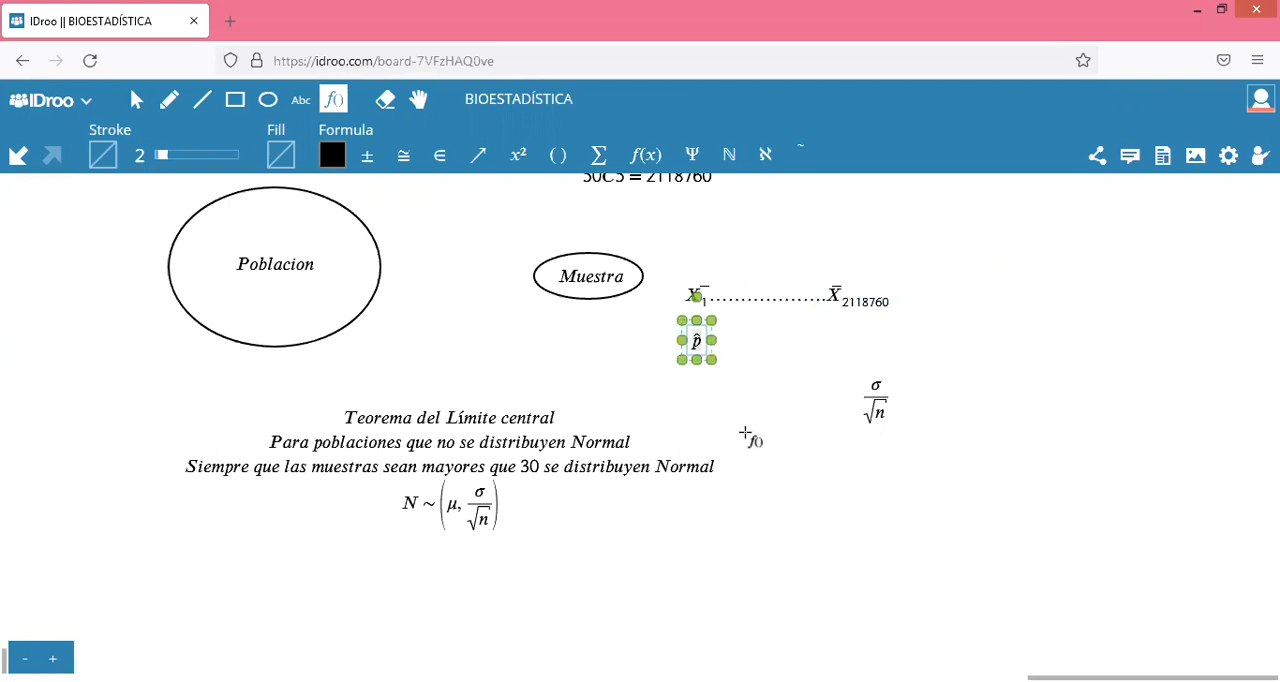 IDroo || BIOESTADÍSTICA
https://idroo.com/board-7VFzHAQ0ve
IDroo Abc f() BIOESTADÍSTICA
Stroke Fill Formula
2 ± ≅ ∈ x² ( ) ∑ f(x) Ψ ℕ ℵ ~
50C5 = 2118760
Poblacion
Muestra
X̄₁ .................. X̄₂₁₁₈₇₆₀
p̂
σ/√n
Teorema del Límite central
Para poblaciones que no se distribuyen Normal
Siempre que las muestras sean mayores que 30 se distribuyen Normal
N ~ (μ, σ/√n)
f()
- +